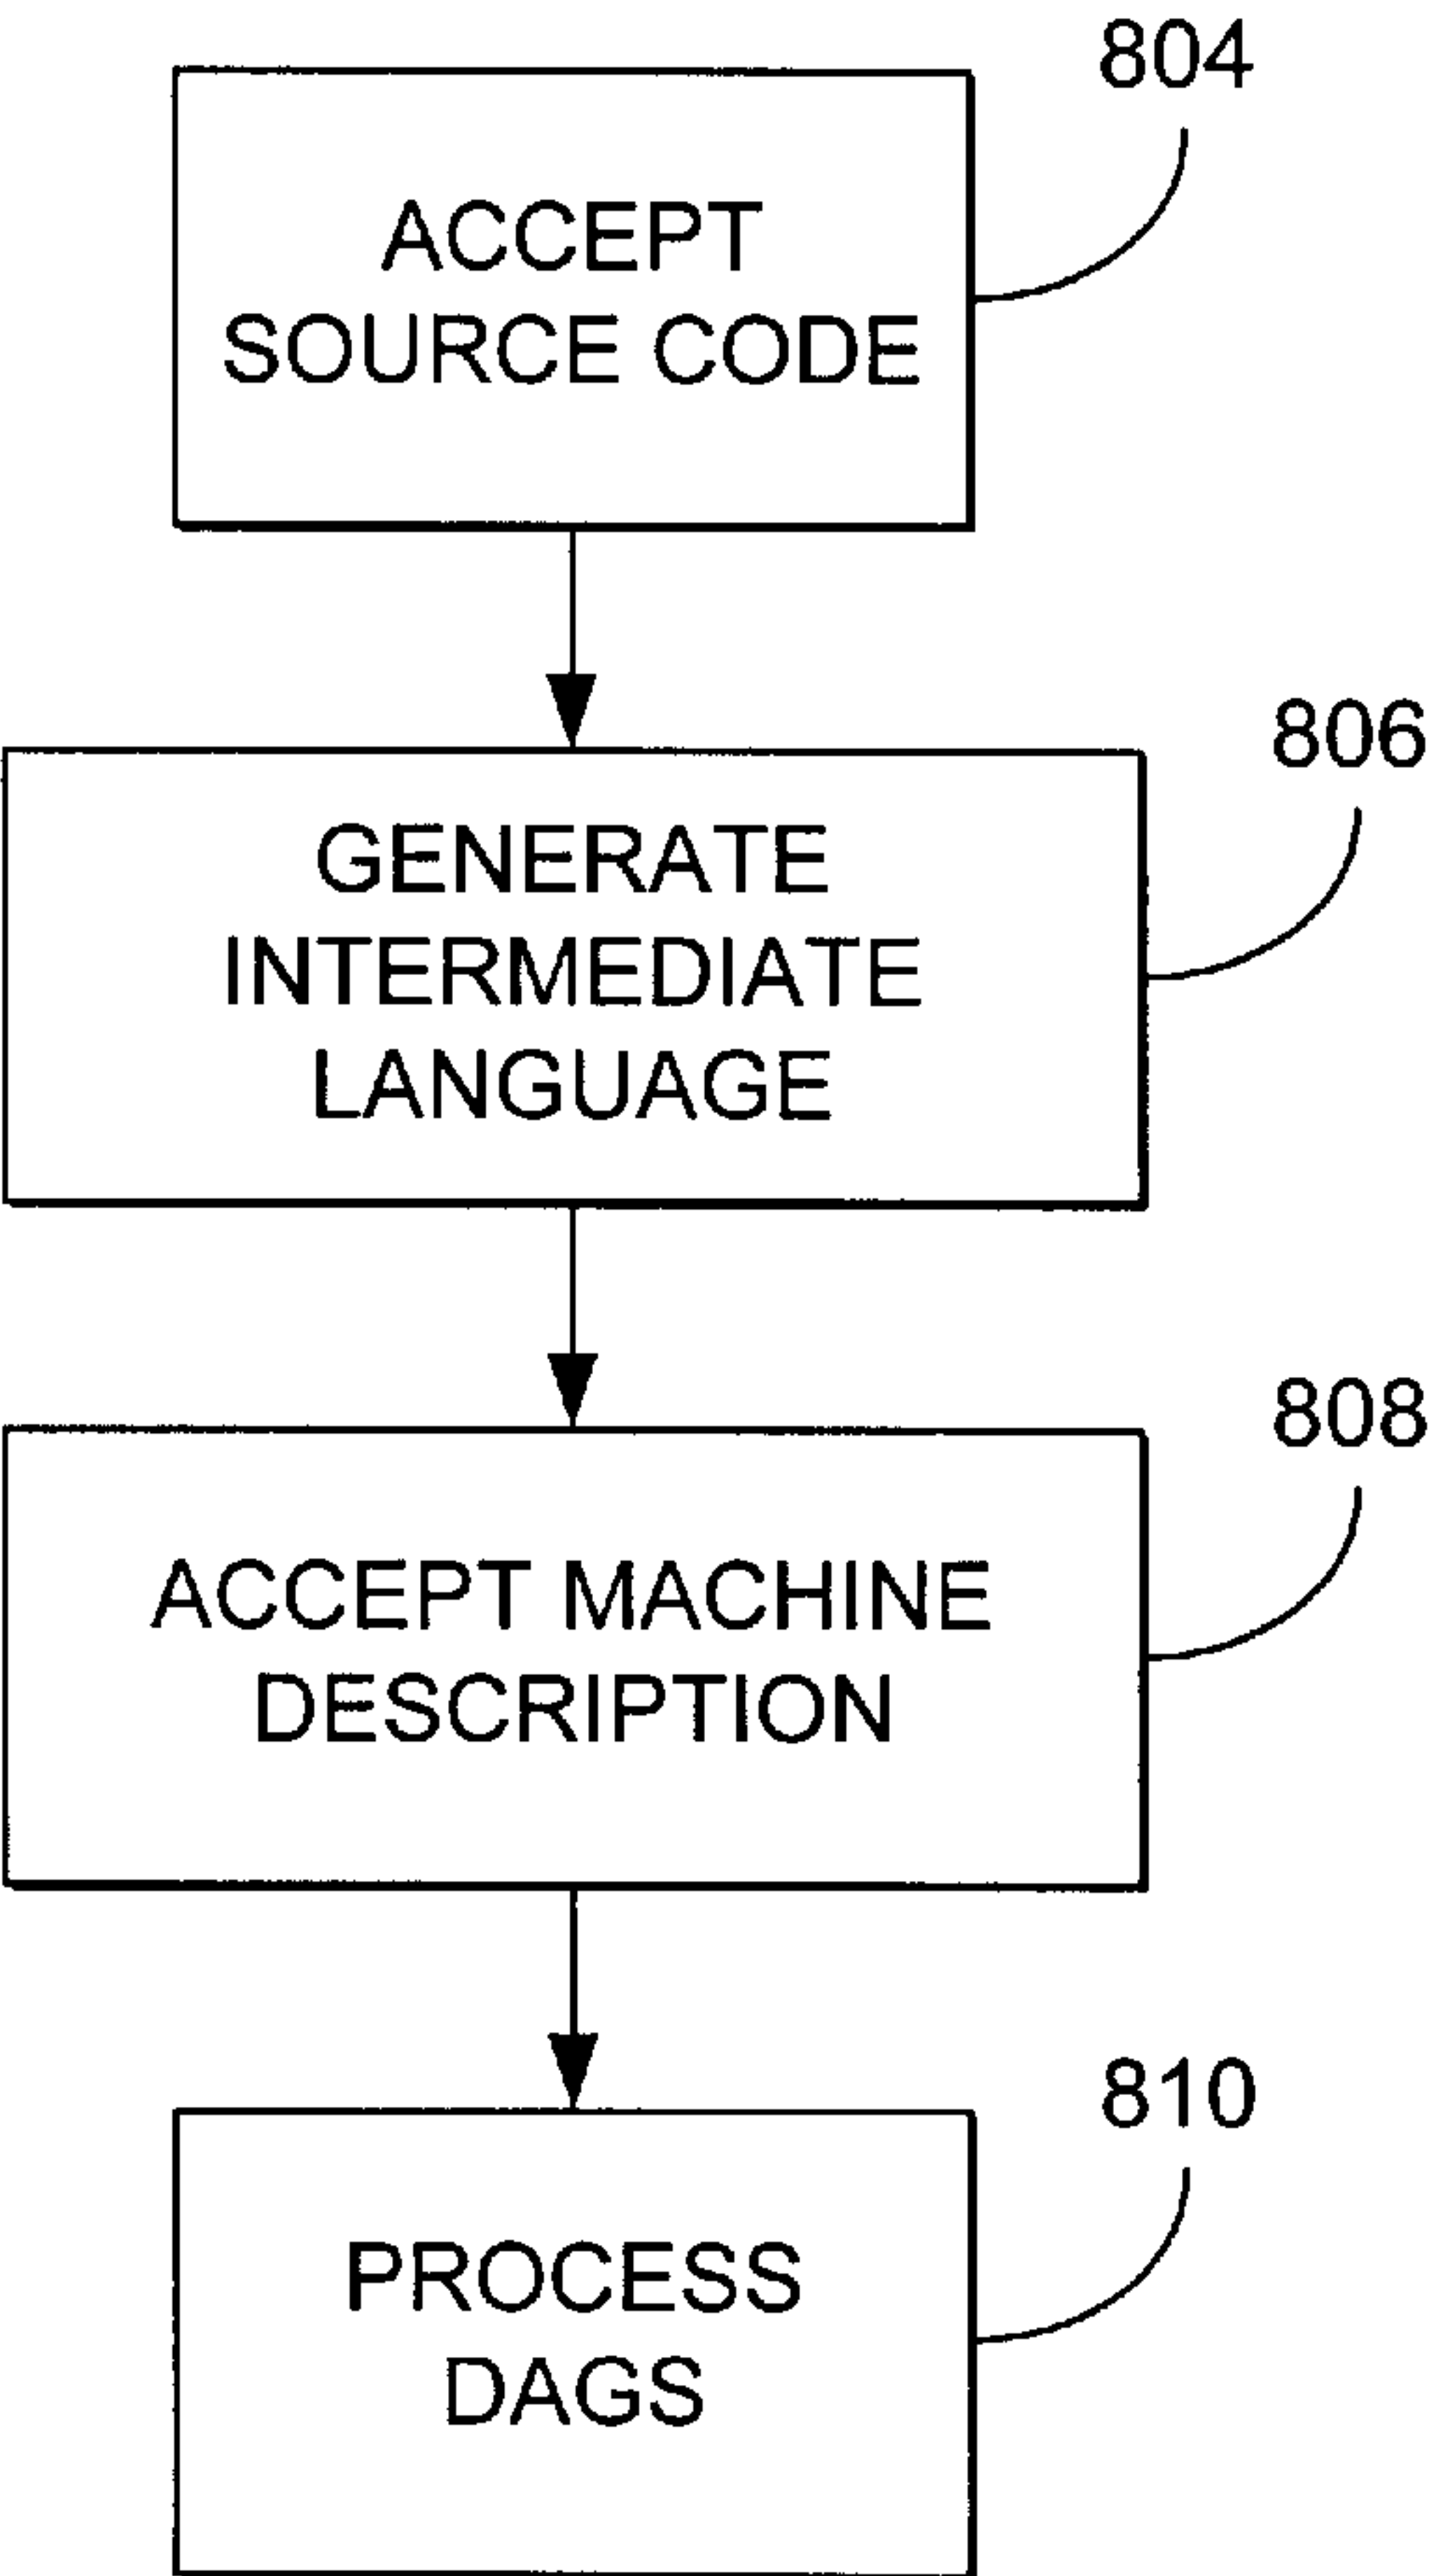 804
ACCEPT
SOURCE CODE
806
GENERATE
INTERMEDIATE
LANGUAGE
808
ACCEPT MACHINE
DESCRIPTION
810
PROCESS
DAGS